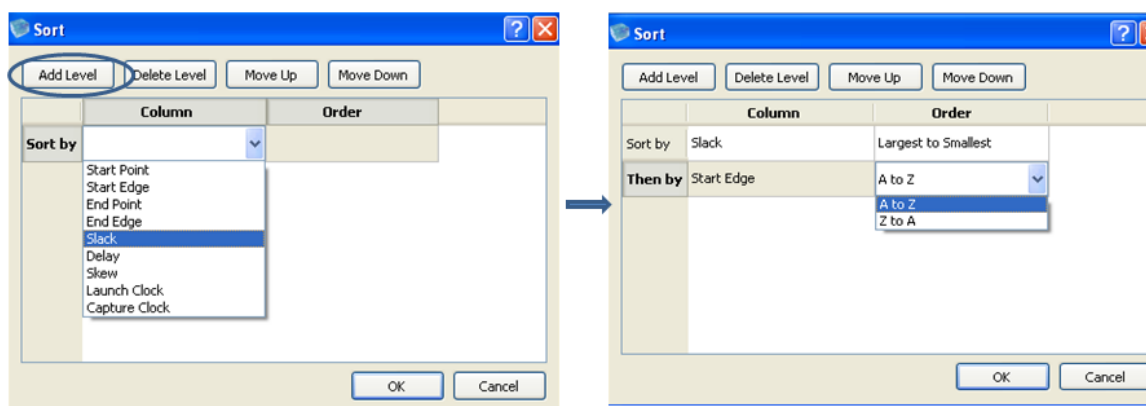 Sort
Add Level Delete Level Move Up Move Down
Column Order
Sort by
Start Point
Start Edge
End Point
End Edge
Slack
Delay
Skew
Launch Clock
Capture Clock
OK Cancel
Sort
Add Level Delete Level Move Up Move Down
Column Order
Sort by Slack Largest to Smallest
Then by Start Edge A to Z
A to Z
Z to A
OK Cancel